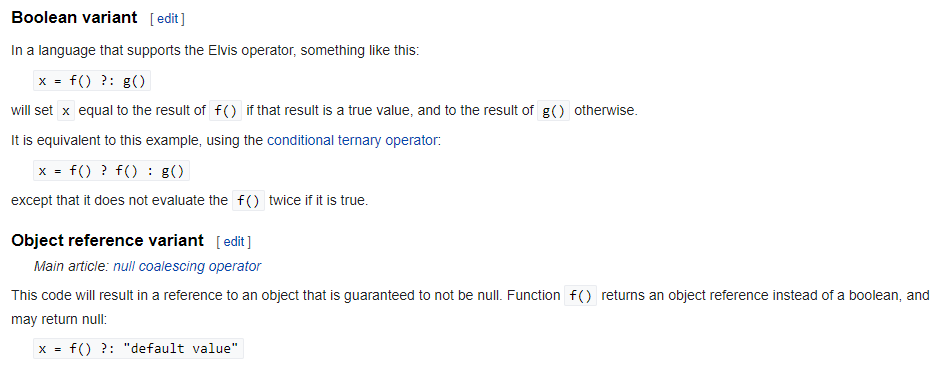 Boolean variant [ edit ]
In a language that supports the Elvis operator, something like this:
x = f() ?: g()
will set x equal to the result of f() if that result is a true value, and to the result of g() otherwise.
It is equivalent to this example, using the conditional ternary operator:
x = f() ? f() : g()
except that it does not evaluate the f() twice if it is true.
Object reference variant [ edit ]
Main article: null coalescing operator
This code will result in a reference to an object that is guaranteed to not be null. Function f() returns an object reference instead of a boolean, and
may return null:
x = f() ?: "default value"